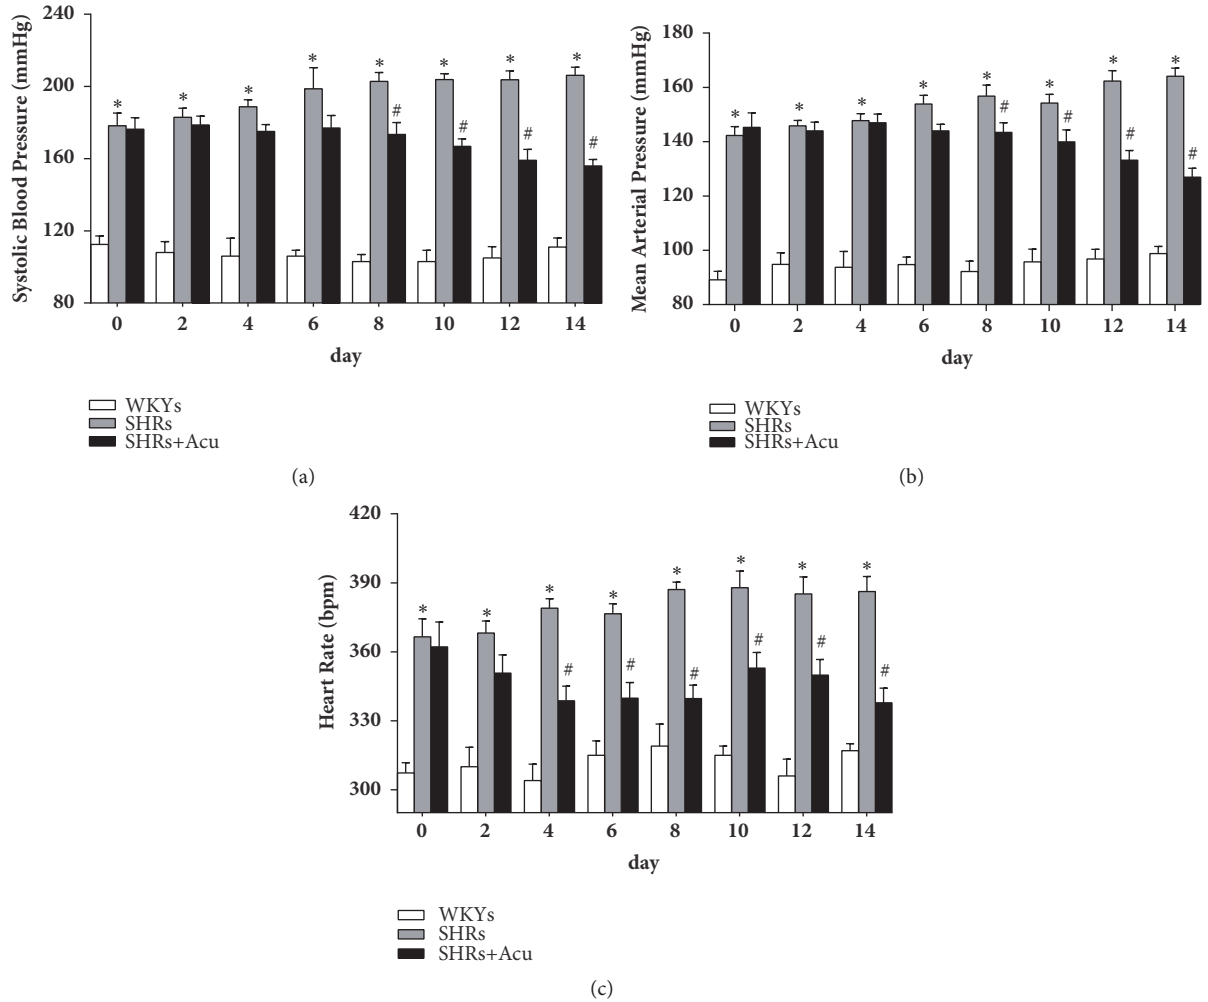 240
200
160
120
80
Systolic Blood Pressure (mmHg)
* * * * * * * *
# # # #
0 2 4 6 8 10 12 14
day
WKYs
SHRs
SHRs+Acu
(a)
180
160
140
120
100
80
Mean Arterial Pressure (mmHg)
* * * * * * * *
# # # #
0 2 4 6 8 10 12 14
day
WKYs
SHRs
SHRs+Acu
(b)
420
390
360
330
300
Heart Rate (bpm)
* * * * * * * *
# # # # # #
0 2 4 6 8 10 12 14
day
WKYs
SHRs
SHRs+Acu
(c)